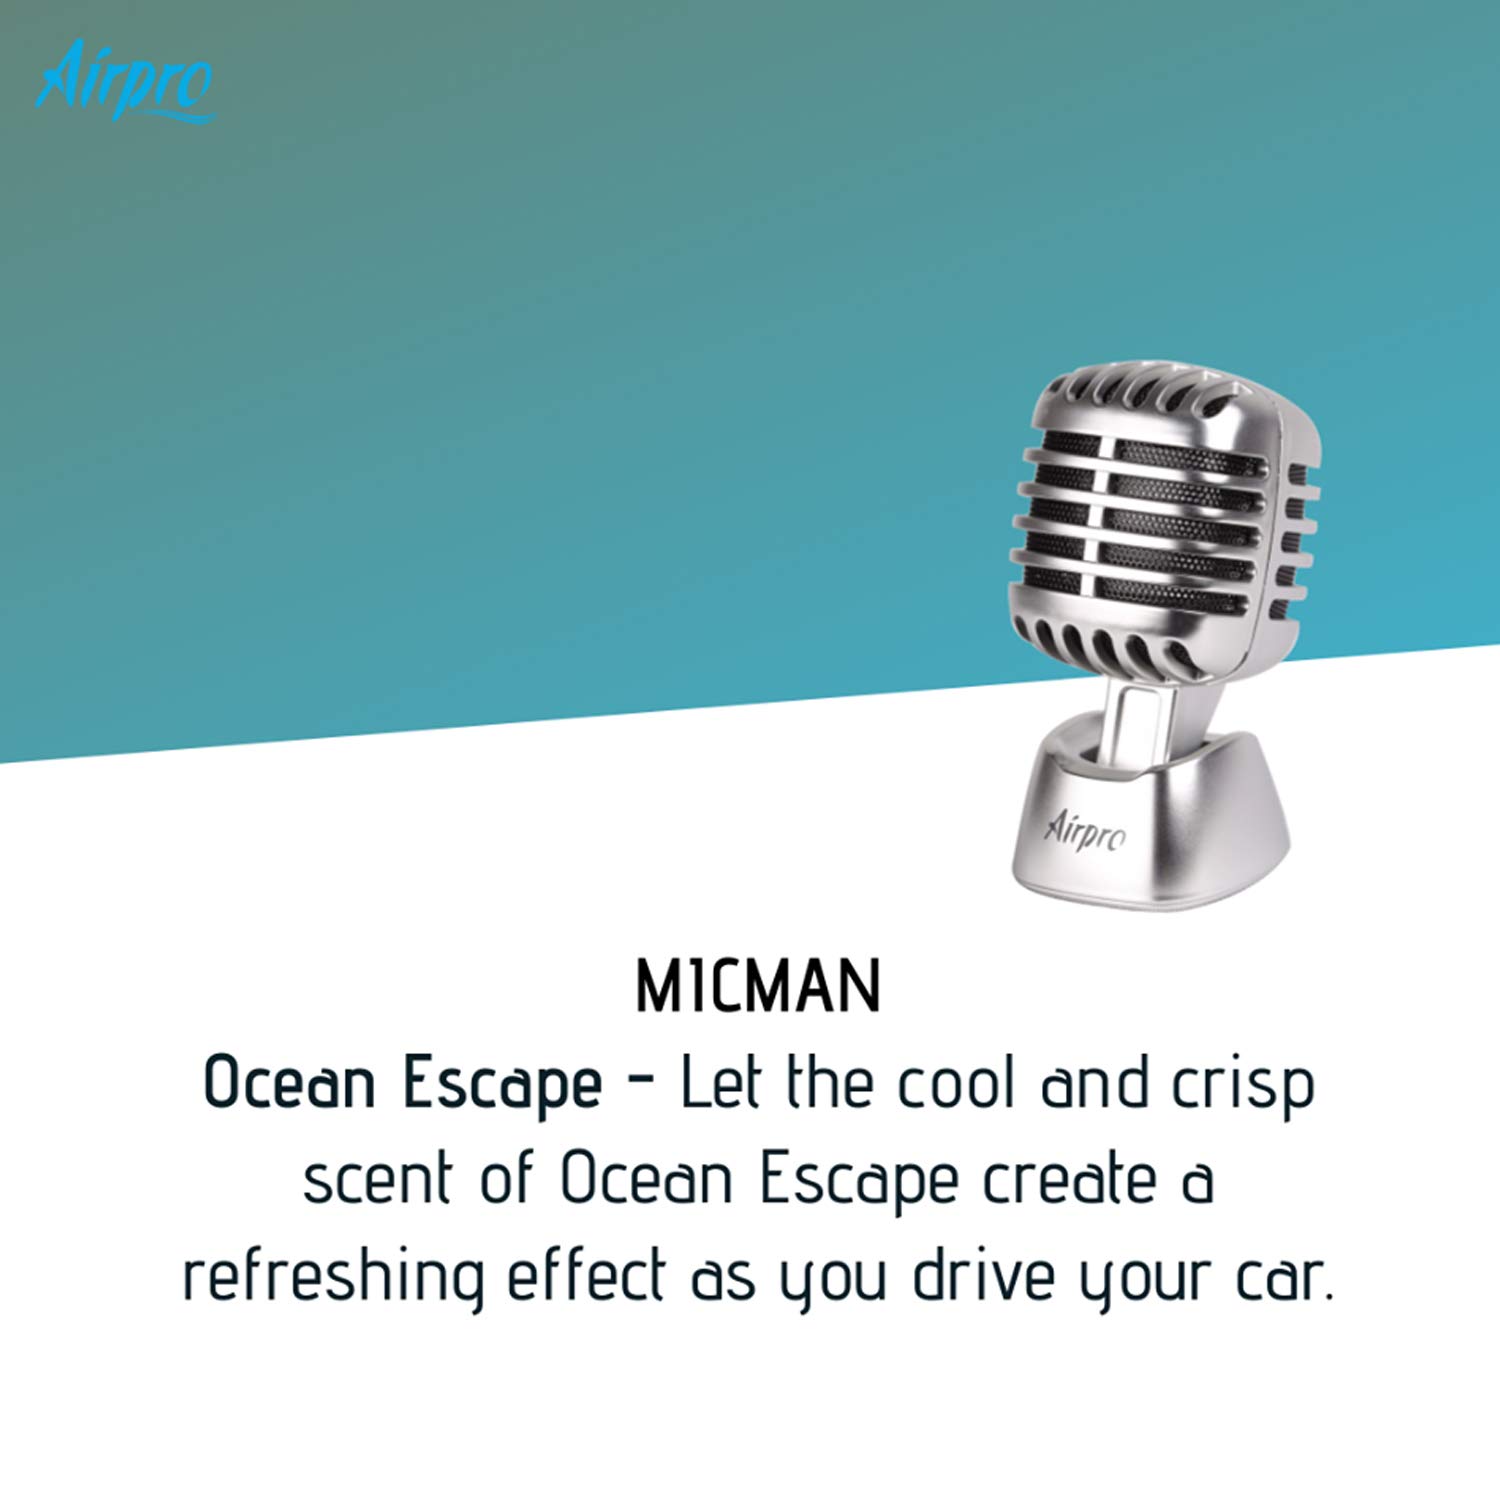 Airpro
Airpro
MICMAN
Ocean Escape - Let the cool and crisp
scent of Ocean Escape create a
refreshing effect as you drive your car.